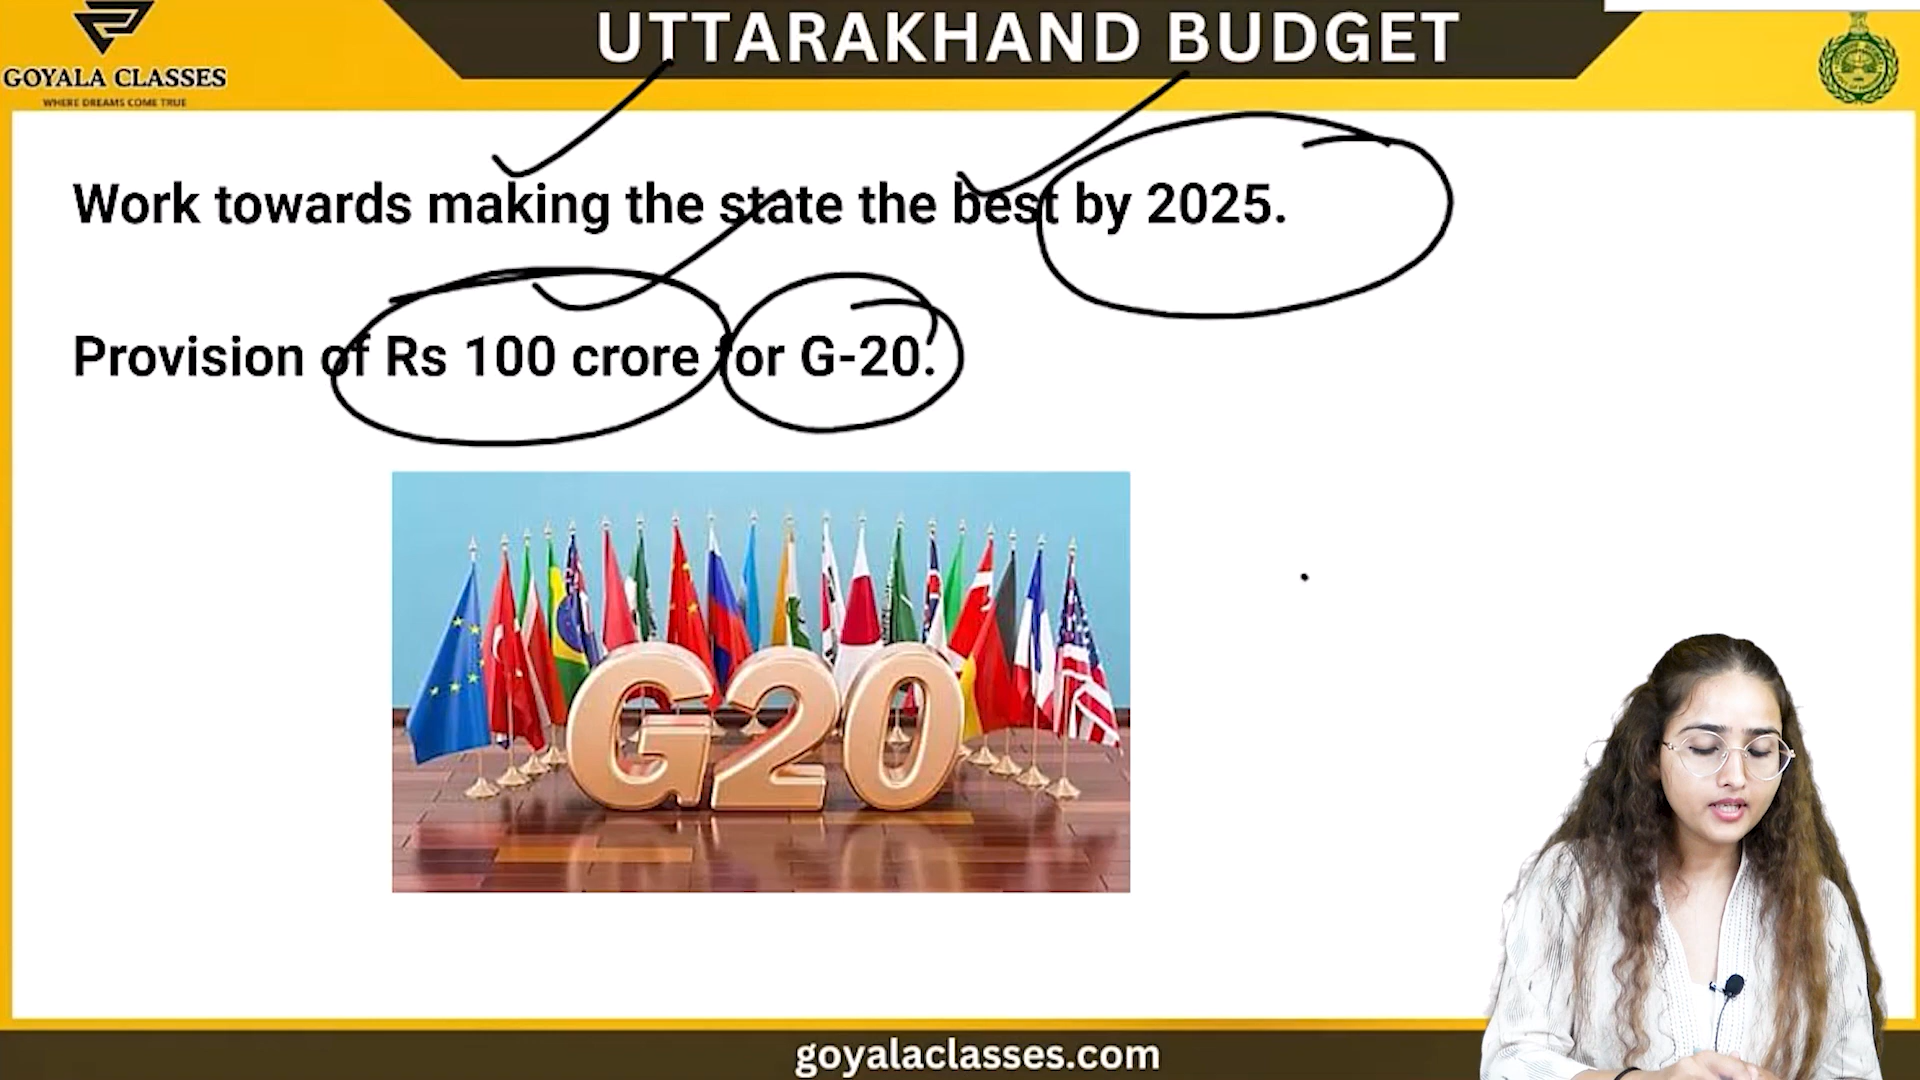 GOYALA CLASSES
WHERE DREAMS COME TRUE
UTTARAKHAND BUDGET
Work towards making the state the best by 2025.
Provision of Rs 100 crore for G-20.
G20
goyalaclasses.com